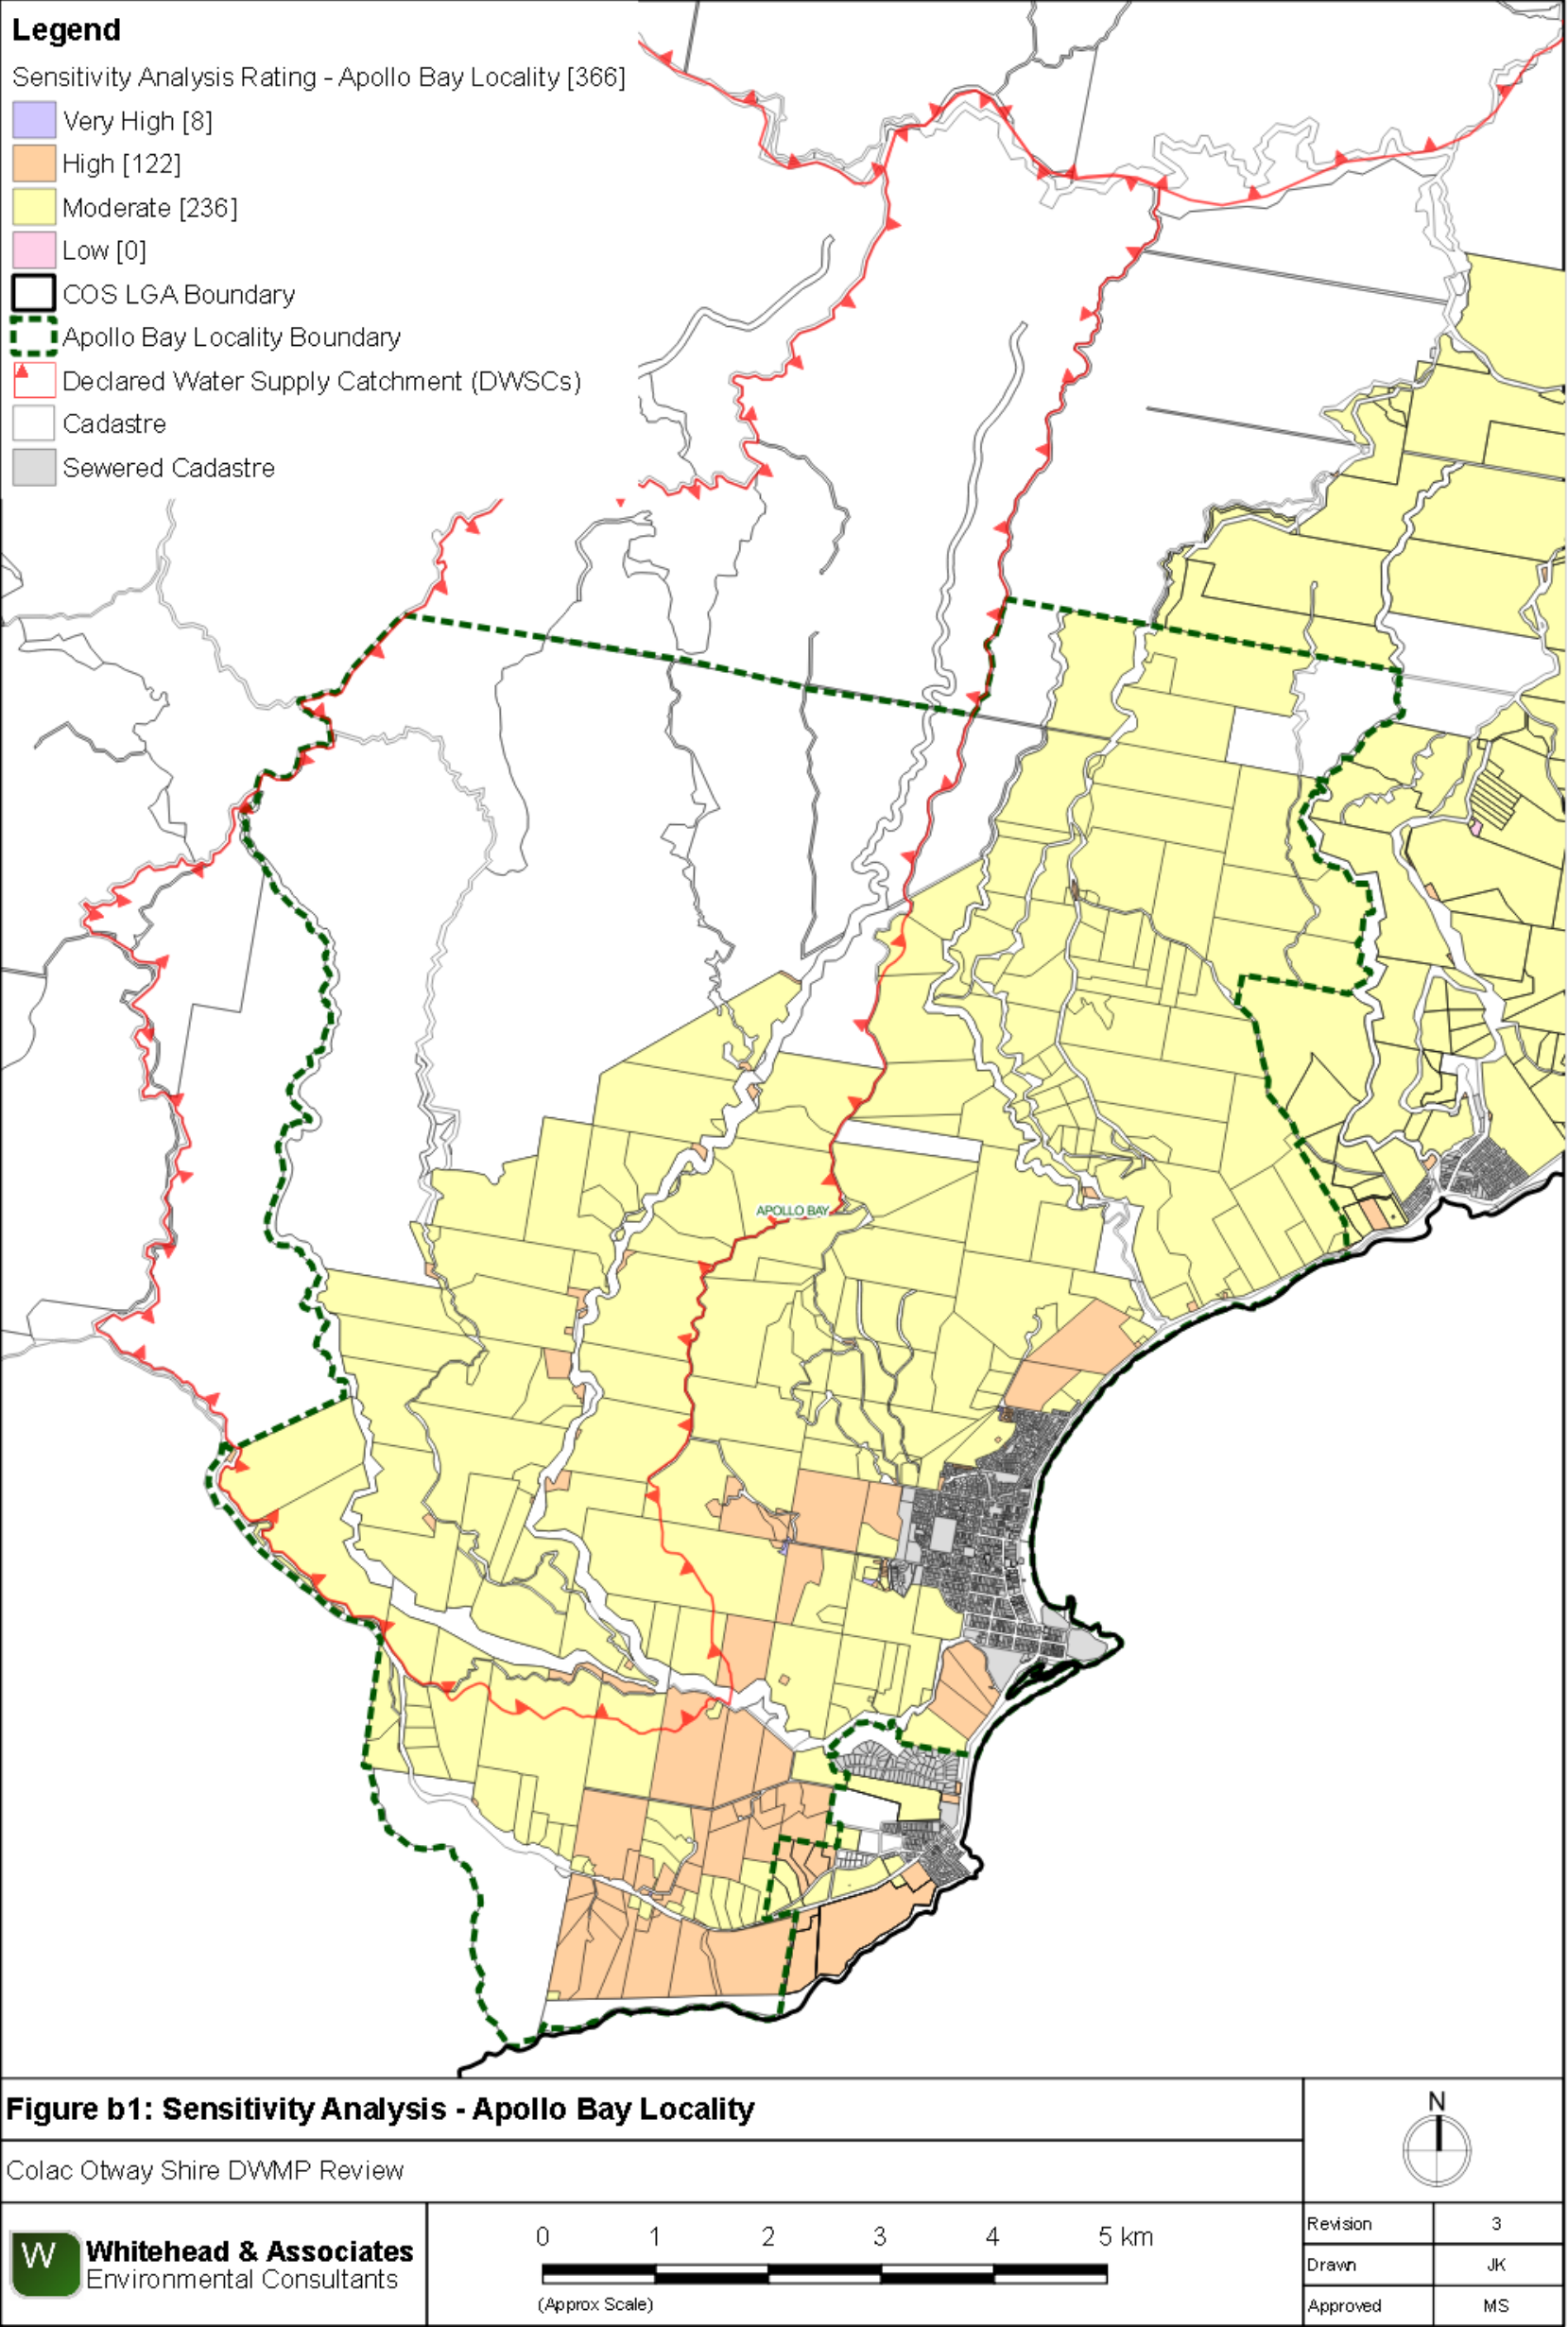 Legend
Sensitivity Analysis Rating - Apollo Bay Locality [366]
Very High [8]
High [122]
Moderate [236]
Low [0]
COS LGA Boundary
Apollo Bay Locality Boundary
Declared Water Supply Catchment (DWSCs)
Cadastre
Sewered Cadastre
APOLLO BAY
Figure b1: Sensitivity Analysis - Apollo Bay Locality
Colac Otway Shire DWMP Review
N
W
Whitehead & Associates
Environmental Consultants
0 1 2 3 4 5 km
(Approx Scale)
Revision 3
Drawn JK
Approved MS